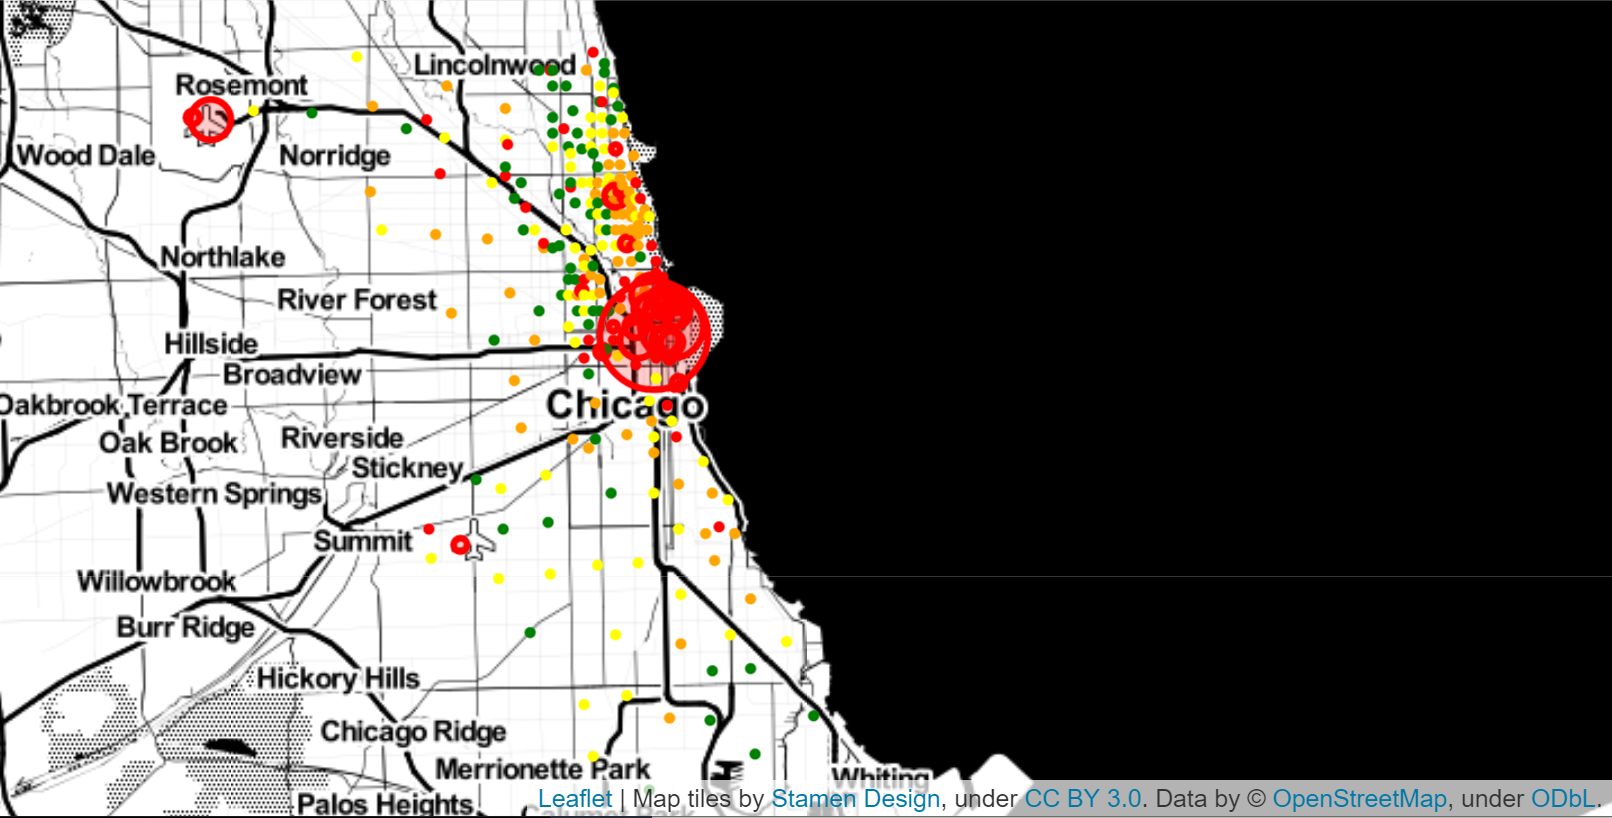 Lincolnwood
Rosemont
Wood Dale
Norridge
Northlake
River Forest
Hillside
Broadview
Oakbrook Terrace
Chicago
Oak Brook
Riverside
Stickney
Western Springs
Summit
Willowbrook
Burr Ridge
Hickory Hills
Chicago Ridge
Merrionette Park
Whiting
Palos Heights
Calumet Park
Leaflet | Map tiles by Stamen Design, under CC BY 3.0. Data by © OpenStreetMap, under ODbL.